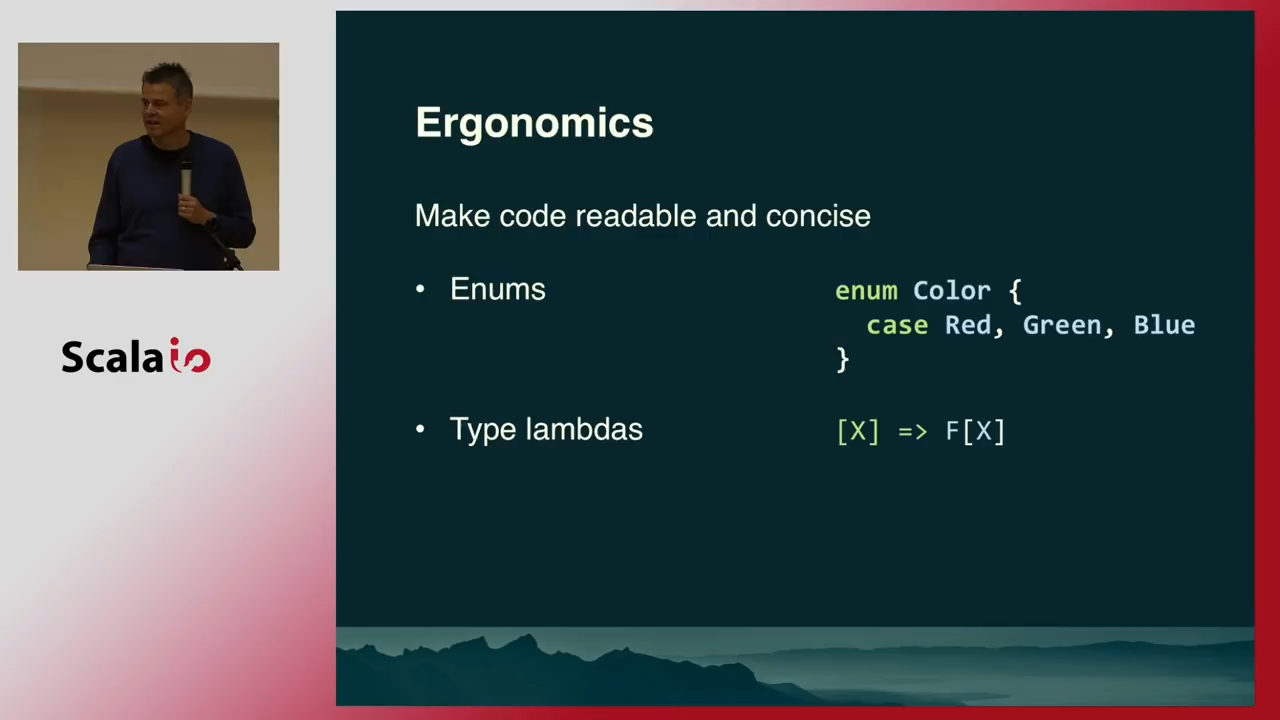 Ergonomics
Make code readable and concise
• Enums
enum Color {
  case Red, Green, Blue
}
• Type lambdas
[X] => F[X]
Scala io